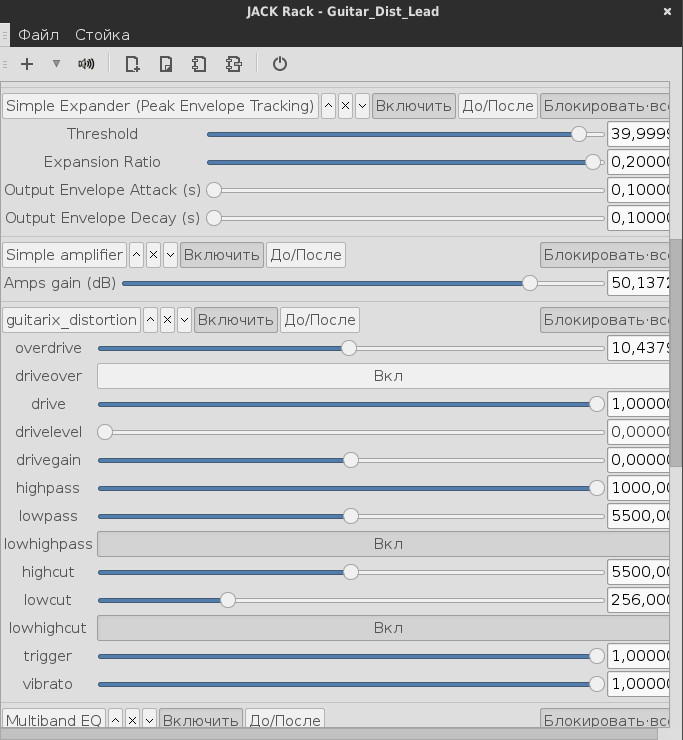 JACK Rack - Guitar_Dist_Lead
Файл Стойка
Simple Expander (Peak Envelope Tracking) Включить До/После Блокировать·все
Threshold 39,9999
Expansion Ratio 0,20000
Output Envelope Attack (s) 0,10000
Output Envelope Decay (s) 0,10000
Simple amplifier Включить До/После Блокировать·все
Amps gain (dB) 50,1372
guitarix_distortion Включить До/После Блокировать·все
overdrive 10,4379
driveover Вкл
drive 1,00000
drivelevel 0,00000
drivegain 0,00000
highpass 1000,00
lowpass 5500,00
lowhighpass Вкл
highcut 5500,00
lowcut 256,000
lowhighcut Вкл
trigger 1,00000
vibrato 1,00000
Multiband EQ Включить До/После Блокировать·все